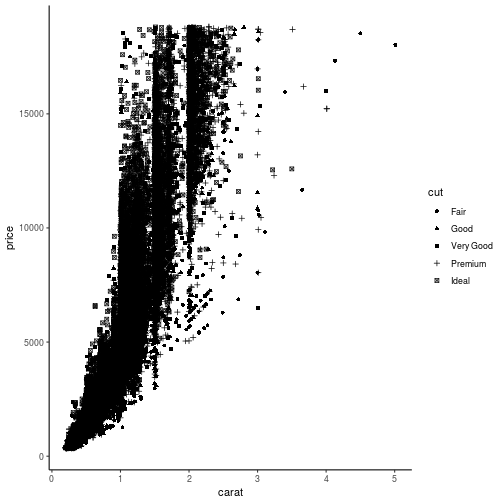 15000
10000
5000
0
price
0 1 2 3 4 5
carat
cut
Fair
Good
Very Good
Premium
Ideal